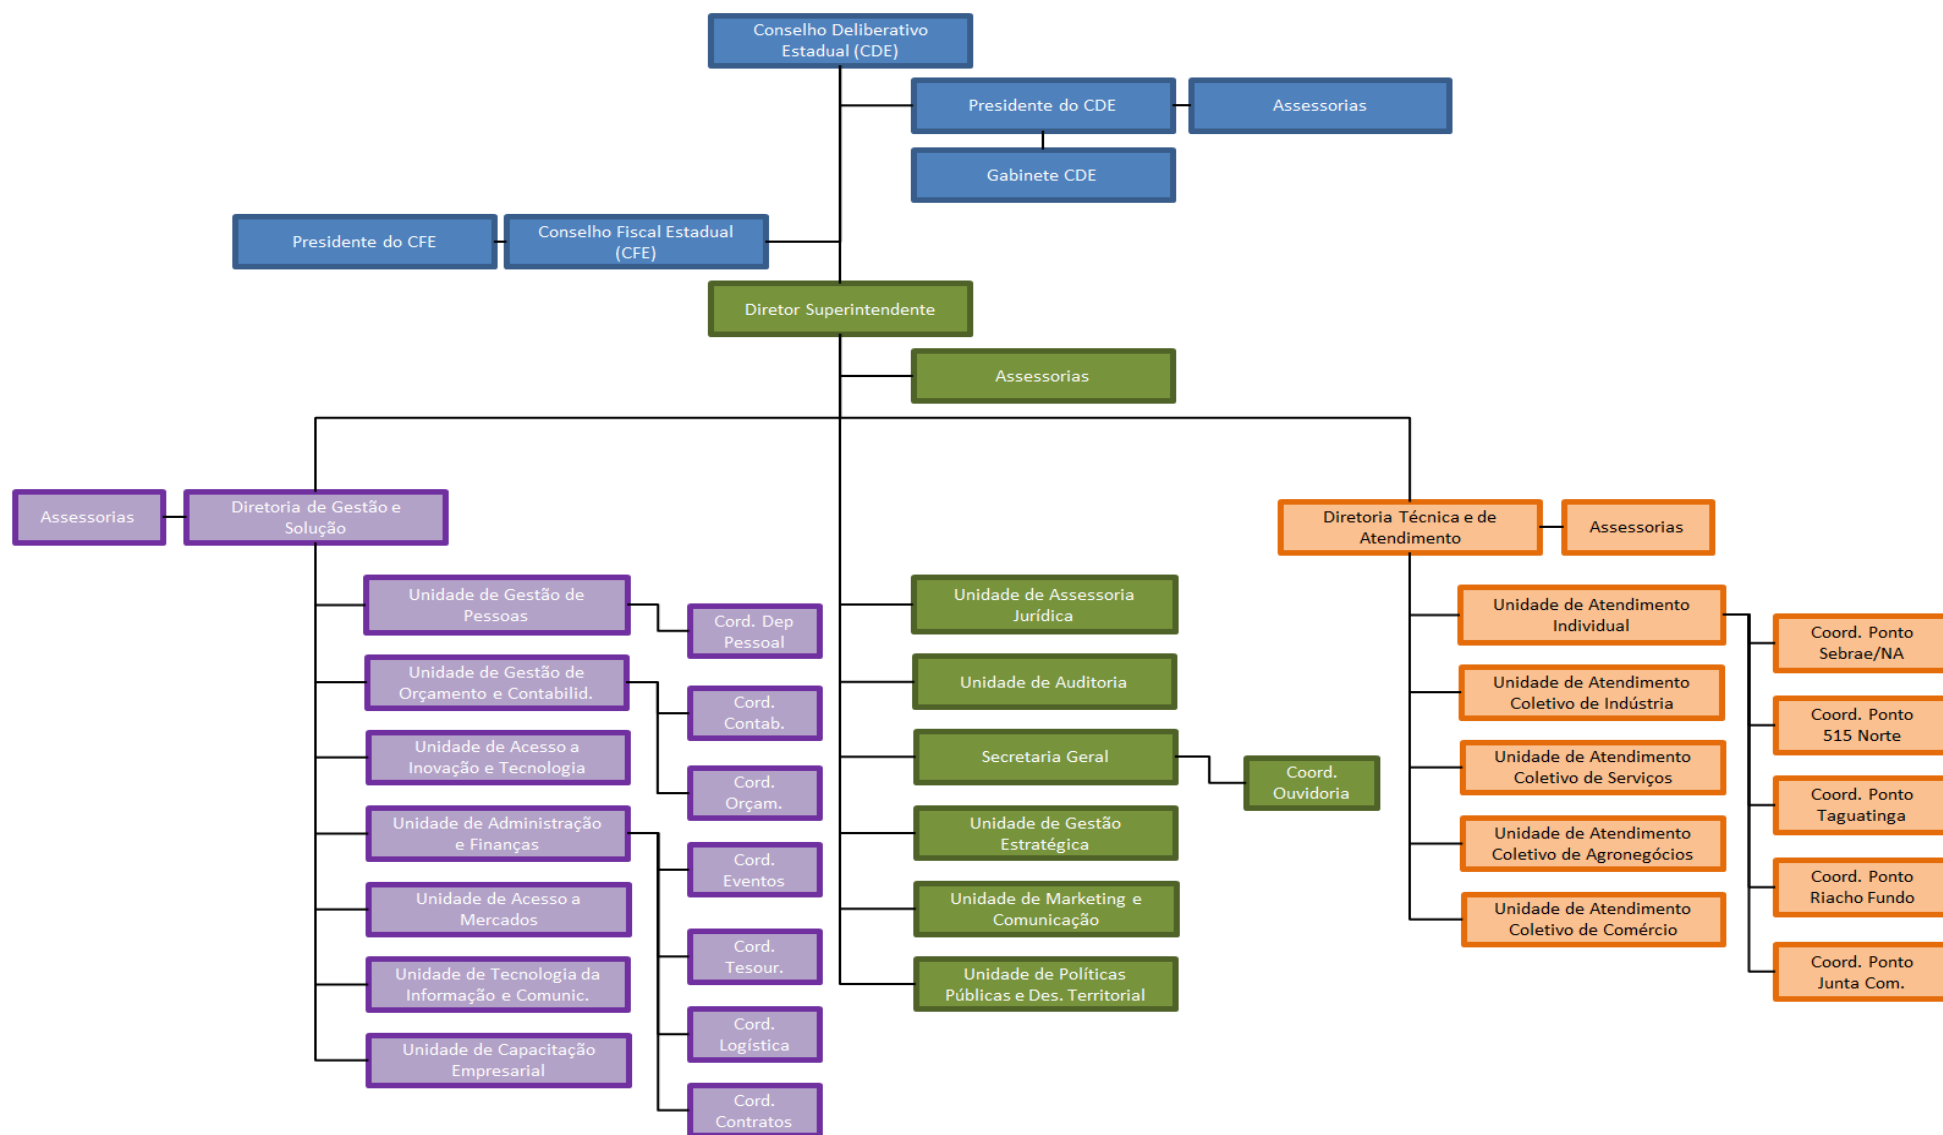 Conselho Deliberativo
Estadual (CDE)
Presidente do CDE
Assessorias
Gabinete CDE
Presidente do CFE
Conselho Fiscal Estadual
(CFE)
Diretor Superintendente
Assessorias
Assessorias
Diretoria de Gestão e
Solução
Diretoria Técnica e de
Atendimento
Assessorias
Unidade de Gestão de
Pessoas
Cord. Dep
Pessoal
Unidade de Gestão de
Orçamento e Contabilid.
Cord.
Contab.
Cord.
Orçam.
Unidade de Acesso a
Inovação e Tecnologia
Unidade de Administração
e Finanças
Cord.
Eventos
Cord.
Tesour.
Cord.
Logística
Cord.
Contratos
Unidade de Acesso a
Mercados
Unidade de Tecnologia da
Informação e Comunic.
Unidade de Capacitação
Empresarial
Unidade de Assessoria
Jurídica
Unidade de Auditoria
Secretaria Geral
Coord.
Ouvidoria
Unidade de Gestão
Estratégica
Unidade de Marketing e
Comunicação
Unidade de Políticas
Públicas e Des. Territorial
Unidade de Atendimento
Individual
Coord. Ponto
Sebrae/NA
Coord. Ponto
515 Norte
Coord. Ponto
Taguatinga
Coord. Ponto
Riacho Fundo
Coord. Ponto
Junta Com.
Unidade de Atendimento
Coletivo de Indústria
Unidade de Atendimento
Coletivo de Serviços
Unidade de Atendimento
Coletivo de Agronegócios
Unidade de Atendimento
Coletivo de Comércio